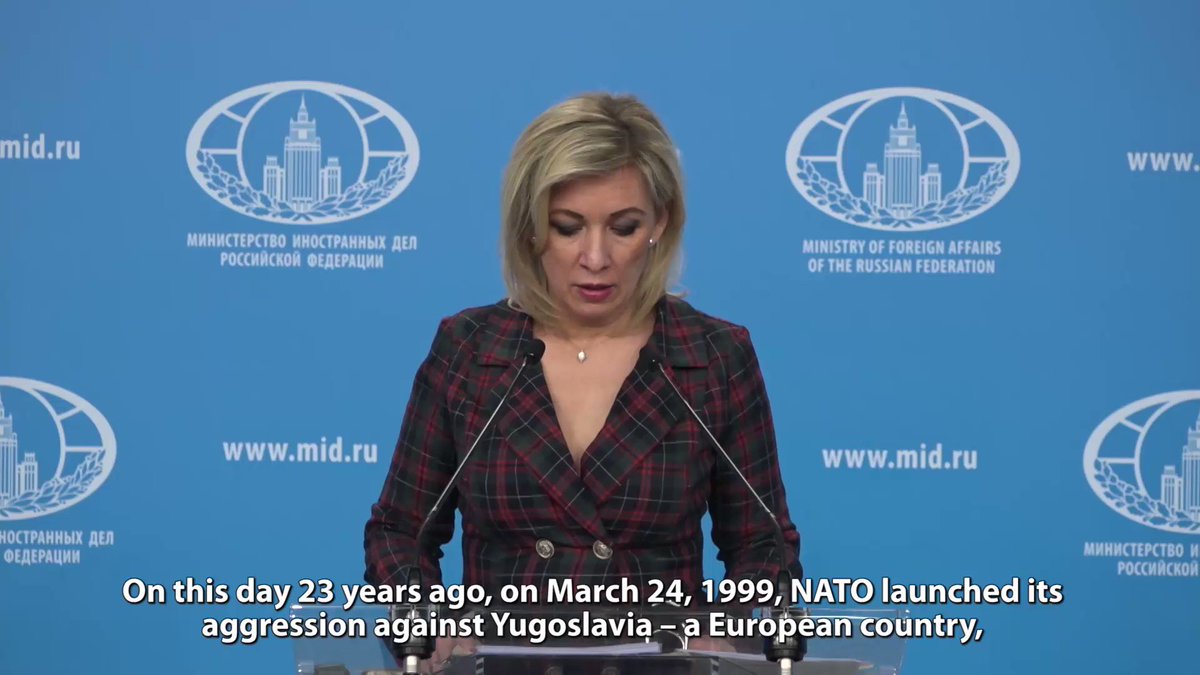 mid.ru
МИНИСТЕРСТВО ИНОСТРАННЫХ ДЕЛ
РОССИЙСКОЙ ФЕДЕРАЦИИ
MINISTRY OF FOREIGN AFFAIRS
OF THE RUSSIAN FEDERATION
www.
www.mid.ru
www.mid.ru
ДЕЛ
ФЕДЕРАЦИИ
МИНИСТЕРСТВО
On this day 23 years ago, on March 24, 1999, NATO launched its
aggression against Yugoslavia – a European country,